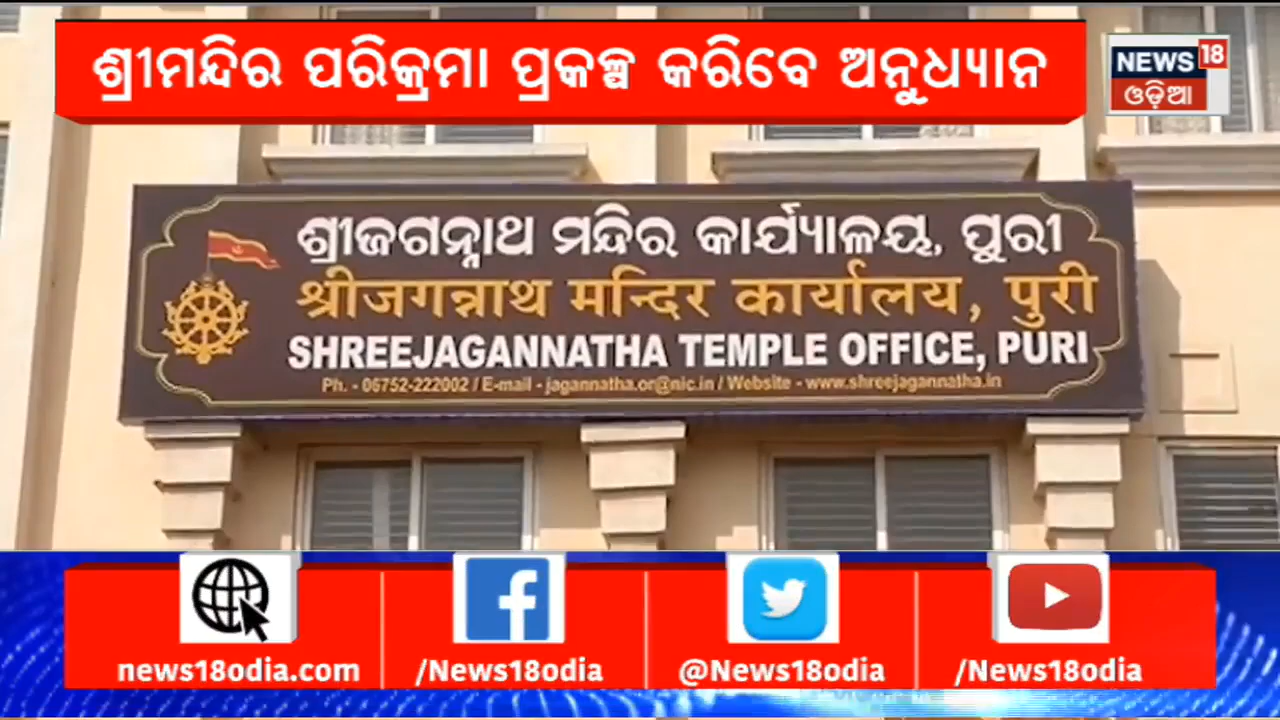 ଶ୍ରୀମନ୍ଦିର ପରିକ୍ରମା ପ୍ରକଳ୍ପ କରିବେ ଅନୁଧ୍ୟାନ
NEWS 18
ଓଡ଼ିଆ
ଶ୍ରୀଜଗନ୍ନାଥ ମନ୍ଦିର କାର୍ଯ୍ୟାଳୟ, ପୁରୀ
श्रीजगन्नाथ मन्दिर कार्यालय, पुरी
SHREEJAGANNATHA TEMPLE OFFICE, PURI
Ph. - 06752-222002 / E-mail - jagannatha.or@nic.in / Website - www.shreejagannatha.in
news18odia.com /News18odia @News18odia /News18odia